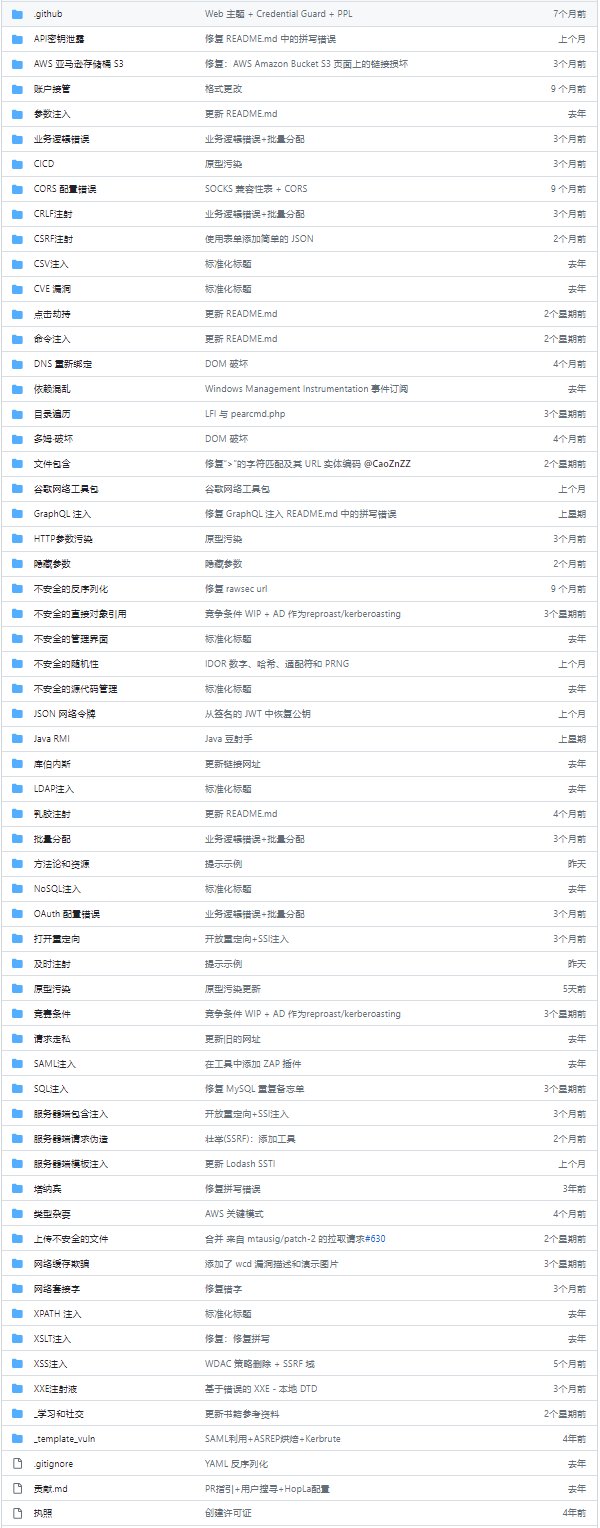 .github Web 主题 + Credential Guard + PPL 7个月前
API密钥泄露 修复 README.md 中的拼写错误 上个月
AWS 亚马逊存储桶 S3 修复：AWS Amazon Bucket S3 页面上的链接损坏 3个月前
账户接管 格式更改 9 个月前
参数注入 更新 README.md 去年
业务逻辑错误 业务逻辑错误+批量分配 3个月前
CICD 原型污染 3个月前
CORS 配置错误 SOCKS 兼容性表 + CORS 9 个月前
CRLF注射 业务逻辑错误+批量分配 3个月前
CSRF注射 使用表单添加简单的 JSON 2个月前
CSV注入 标准化标题 去年
CVE 漏洞 标准化标题 去年
点击劫持 更新 README.md 2个星期前
命令注入 更新 README.md 2个星期前
DNS 重新绑定 DOM 破坏 4个月前
依赖混乱 Windows Management Instrumentation 事件订阅 去年
目录遍历 LFI 与 pearcmd.php 3个星期前
多姆·破坏 DOM 破坏 4个月前
文件包含 修复“>”的字符匹配及其 URL 实体编码 @CaoZnZZ 2个星期前
谷歌网络工具包 谷歌网络工具包 上个月
GraphQL 注入 修复 GraphQL 注入 README.md 中的拼写错误 上星期
HTTP参数污染 原型污染 3个月前
隐藏参数 隐藏参数 2个月前
不安全的反序列化 修复 rawsec url 9 个月前
不安全的直接对象引用 竞争条件 WIP + AD 作为reproast/kerberoasting 3个星期前
不安全的管理界面 标准化标题 去年
不安全的随机性 IDOR 数字、哈希、通配符和 PRNG 上个月
不安全的源代码管理 标准化标题 去年
JSON 网络令牌 从签名的 JWT 中恢复公钥 上个月
Java RMI Java 豆射手 上星期
库伯内斯 更新链接网址 去年
LDAP注入 标准化标题 去年
乳胶注射 更新 README.md 4个月前
批量分配 业务逻辑错误+批量分配 3个月前
方法论和资源 提示示例 昨天
NoSQL注入 标准化标题 去年
OAuth 配置错误 业务逻辑错误+批量分配 3个月前
打开重定向 开放重定向+SSI注入 3个月前
及时注射 提示示例 昨天
原型污染 原型污染更新 5天前
竞赛条件 竞争条件 WIP + AD 作为reproast/kerberoasting 3个星期前
请求走私 更新旧的网址 去年
SAML注入 在工具中添加 ZAP 插件 去年
SQL注入 修复 MySQL 重复备忘单 3个星期前
服务器端包含注入 开放重定向+SSI注入 3个月前
服务器端请求伪造 壮举(SSRF)：添加工具 2个月前
服务器端模板注入 更新 Lodash SSTI 上个月
塔纳宾 修复拼写错误 3年前
类型杂耍 AWS 关键模式 4个月前
上传不安全的文件 合并 来自 mtausig/patch-2 的拉取请求#630 2个星期前
网络缓存欺骗 添加了 wcd 漏洞描述和演示图片 3个星期前
网络套接字 修复错字 3个月前
XPATH 注入 标准化标题 去年
XSLT注入 修复：修复拼写 去年
XSS注入 WDAC 策略删除 + SSRF 域 5个月前
XXE注射液 基于错误的 XXE - 本地 DTD 3个月前
_学习和社交 更新书籍参考资料 2个星期前
_template_vuln SAML利用+ASREP烘焙+Kerbrute 4年前
.gitignore YAML 反序列化 去年
贡献.md PR指引+用户搜寻+HopLa配置 去年
执照 创建许可证 4年前